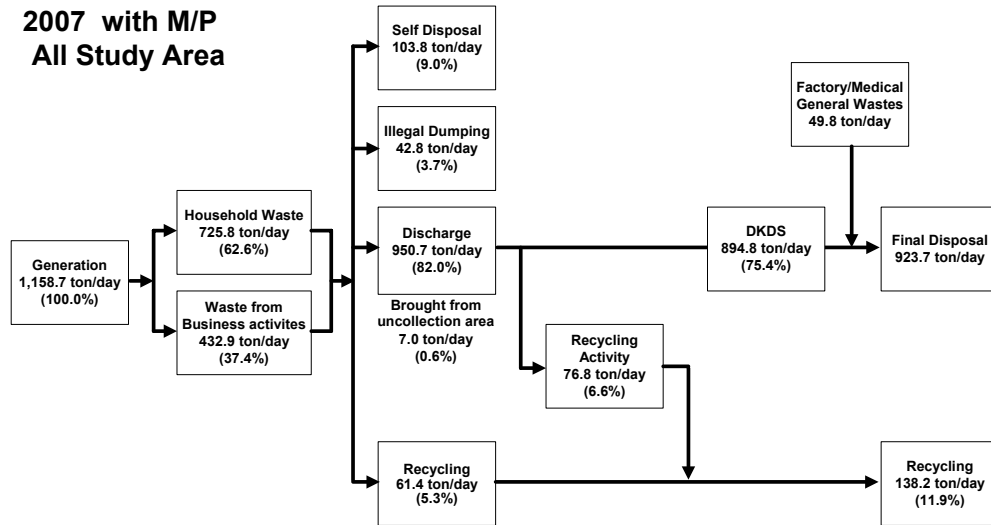 2007 with M/P
All Study Area
Generation
1,158.7 ton/day
(100.0%)
Household Waste
725.8 ton/day
(62.6%)
Waste from
Business activites
432.9 ton/day
(37.4%)
Self Disposal
103.8 ton/day
(9.0%)
Illegal Dumping
42.8 ton/day
(3.7%)
Discharge
950.7 ton/day
(82.0%)
Brought from
uncollection area
7.0 ton/day
(0.6%)
Recycling
61.4 ton/day
(5.3%)
Recycling
Activity
76.8 ton/day
(6.6%)
DKDS
894.8 ton/day
(75.4%)
Factory/Medical
General Wastes
49.8 ton/day
Final Disposal
923.7 ton/day
Recycling
138.2 ton/day
(11.9%)